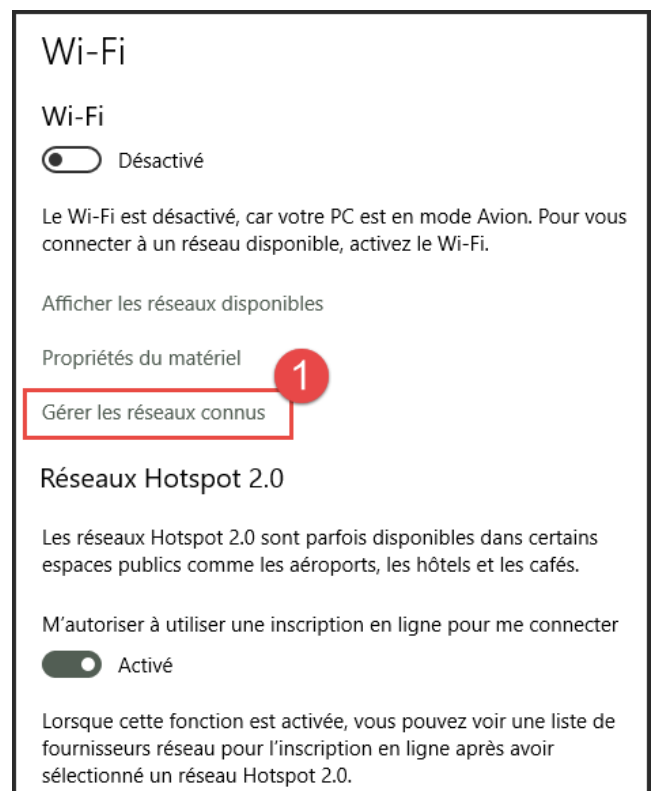 Wi-Fi
Wi-Fi
Désactivé
Le Wi-Fi est désactivé, car votre PC est en mode Avion. Pour vous
connecter à un réseau disponible, activez le Wi-Fi.
Afficher les réseaux disponibles
Propriétés du matériel
1
Gérer les réseaux connus
Réseaux Hotspot 2.0
Les réseaux Hotspot 2.0 sont parfois disponibles dans certains
espaces publics comme les aéroports, les hôtels et les cafés.
M’autoriser à utiliser une inscription en ligne pour me connecter
Activé
Lorsque cette fonction est activée, vous pouvez voir une liste de
fournisseurs réseau pour l’inscription en ligne après avoir
sélectionné un réseau Hotspot 2.0.